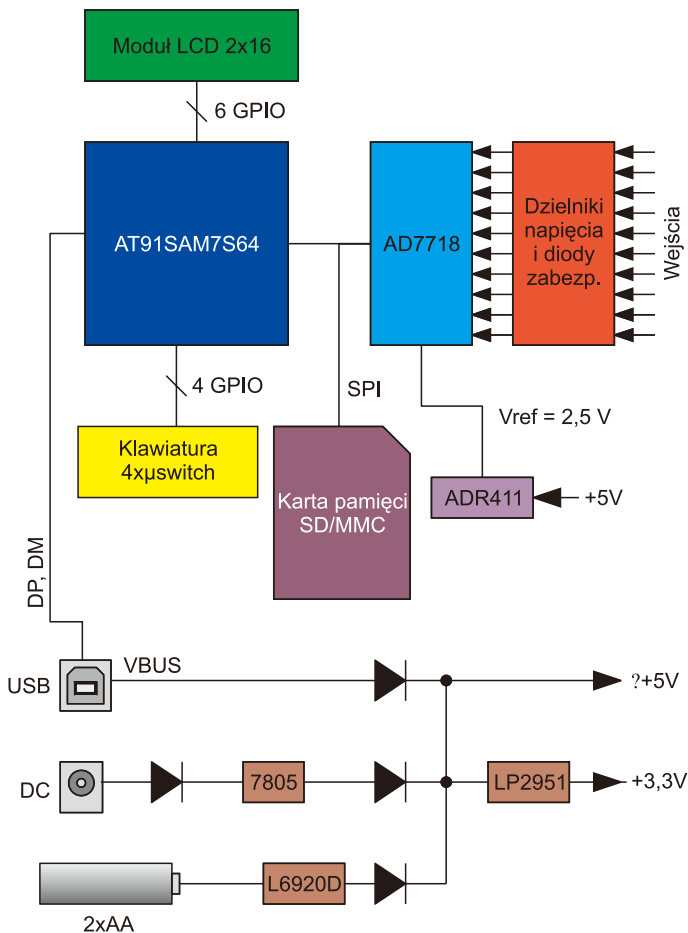 Moduł LCD 2x16
6 GPIO
AT91SAM7S64
AD7718
Dzielniki
napięcia
i diody
zabezp.
Wejścia
4 GPIO
SPI
Vref = 2,5 V
Klawiatura
4xµswitch
Karta pamięci
SD/MMC
ADR411
+5V
DP, DM
USB
VBUS
?+5V
DC
7805
LP2951
+3,3V
L6920D
2xAA